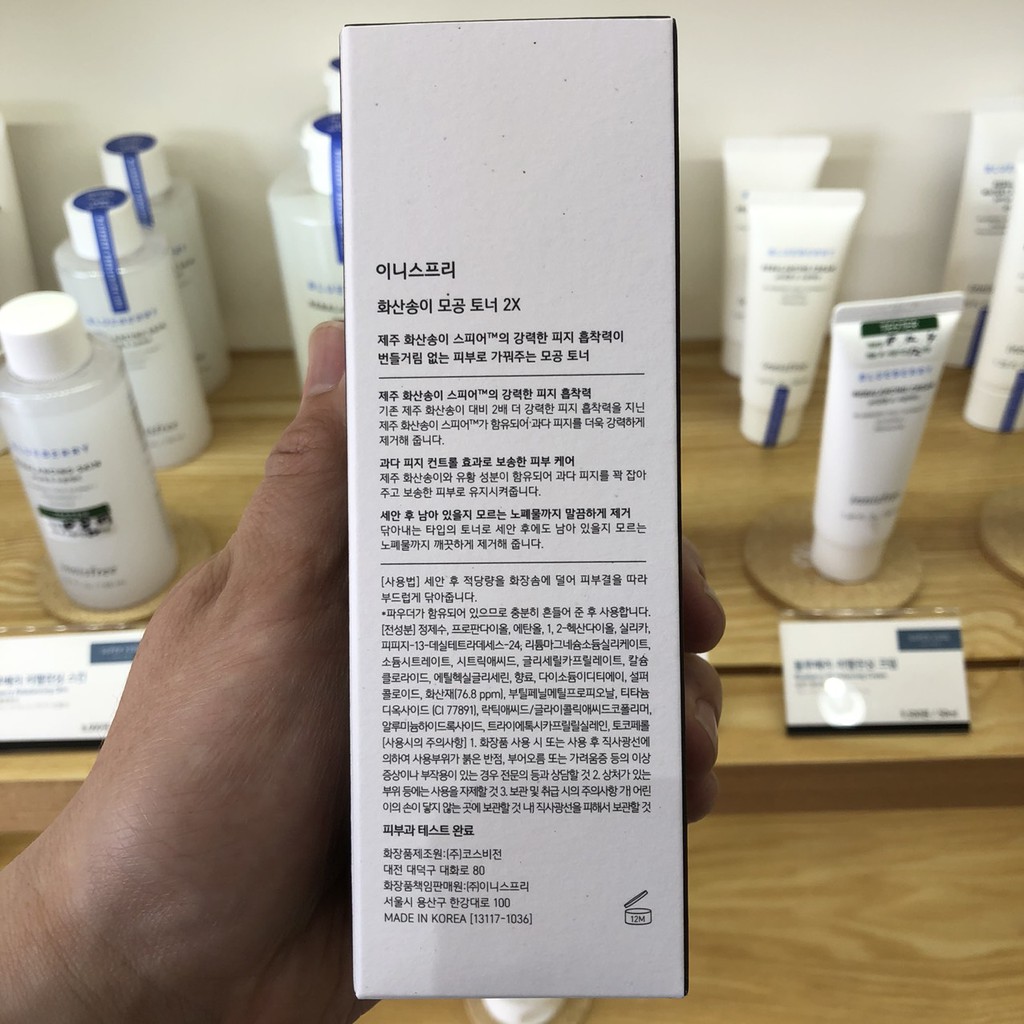 이니스프리
화산송이 모공 토너 2X
제주 화산송이 스피어™의 강력한 피지 흡착력이
번들거림 없는 피부로 가꿔주는 모공 토너
제주 화산송이 스피어™의 강력한 피지 흡착력
기존 제주 화산송이 대비 2배 더 강력한 피지 흡착력을 지닌
제주 화산송이 스피어™가 함유되어 과다 피지를 더욱 강력하게
제거해 줍니다.
과다 피지 컨트롤 효과로 보송한 피부 케어
제주 화산송이와 유황 성분이 함유되어 과다 피지를 꽉 잡아
주고 보송한 피부로 유지시켜줍니다.
세안 후 남아 있을지 모르는 노폐물까지 말끔하게 제거
닦아내는 타입의 토너로 세안 후에도 남아 있을지 모르는
노폐물까지 깨끗하게 제거해 줍니다.
[사용법] 세안 후 적당량을 화장솜에 덜어 피부결을 따라
부드럽게 닦아줍니다.
*파우더가 함유되어 있으므로 충분히 흔들어 준 후 사용합니다.
[전성분] 정제수, 프로판다이올, 에탄올, 1, 2-헥산다이올, 실리카,
피피지-13-데실테트라데세스-24, 리튬마그네슘소듐실리케이트,
소듐시트레이트, 시트릭애씨드, 글리세릴카프릴레이트, 칼슘
클로라이드, 에틸헥실글리세린, 향료, 다이소듐이디티에이, 설퍼
콜로이드, 화산재(76.8 ppm), 부틸페닐메틸프로피오날, 티타늄
디옥사이드 (CI 77891), 락틱애씨드/글라이콜릭애씨드코폴리머,
알루미늄하이드록사이드, 트라이에톡시카프릴릴실레인, 토코페롤
[사용시의 주의사항] 1. 화장품 사용 시 또는 사용 후 직사광선에
의하여 사용부위가 붉은 반점, 부어오름 또는 가려움증 등의 이상
증상이나 부작용이 있는 경우 전문의 등과 상담할 것 2. 상처가 있는
부위 등에는 사용을 자제할 것 3. 보관 및 취급 시의 주의사항 가) 어린
이의 손이 닿지 않는 곳에 보관할 것 나) 직사광선을 피해서 보관할 것
피부과 테스트 완료
화장품제조원:(주)코스비전
대전 대덕구 대화로 80
화장품책임판매원:(주)이니스프리
서울시 용산구 한강대로 100
MADE IN KOREA [13117-1036]
12M